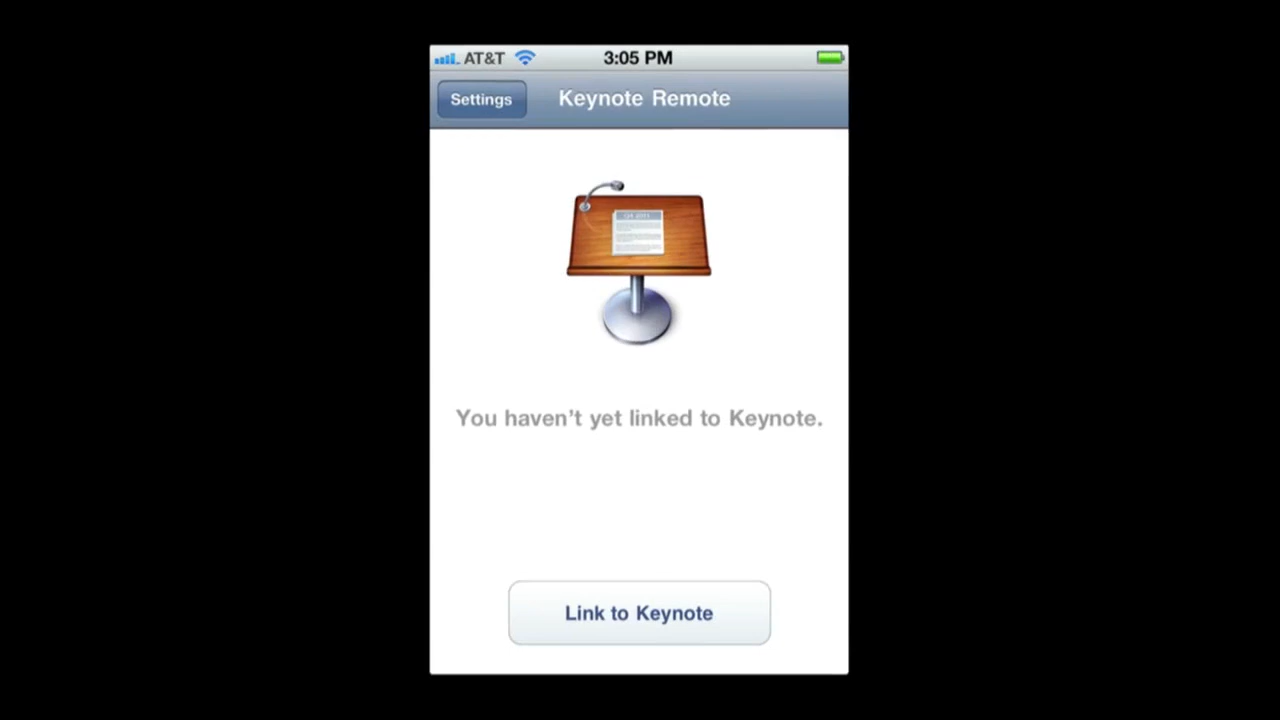 AT&T 3:05 PM
Settings Keynote Remote
You haven't yet linked to Keynote.
Link to Keynote